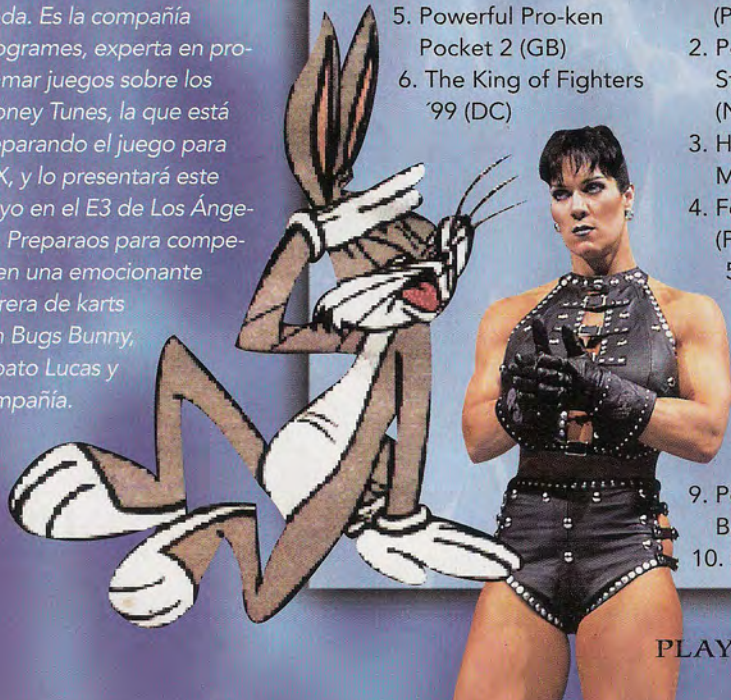 da. Es la compañía
ogrames, experta en pro-
mar juegos sobre los
oney Tunes, la que está
parando el juego para
X, y lo presentará este
yo en el E3 de Los Ánge-
. Preparaos para compe-
en una emocionante
rera de karts
n Bugs Bunny,
pato Lucas y
mpañía.
5. Powerful Pro-ken
Pocket 2 (GB)
6. The King of Fighters
´99 (DC)
(P
2. P
St
(N
3. H
M
4. Fo
(P
5
9. P
B
10.
PLAY